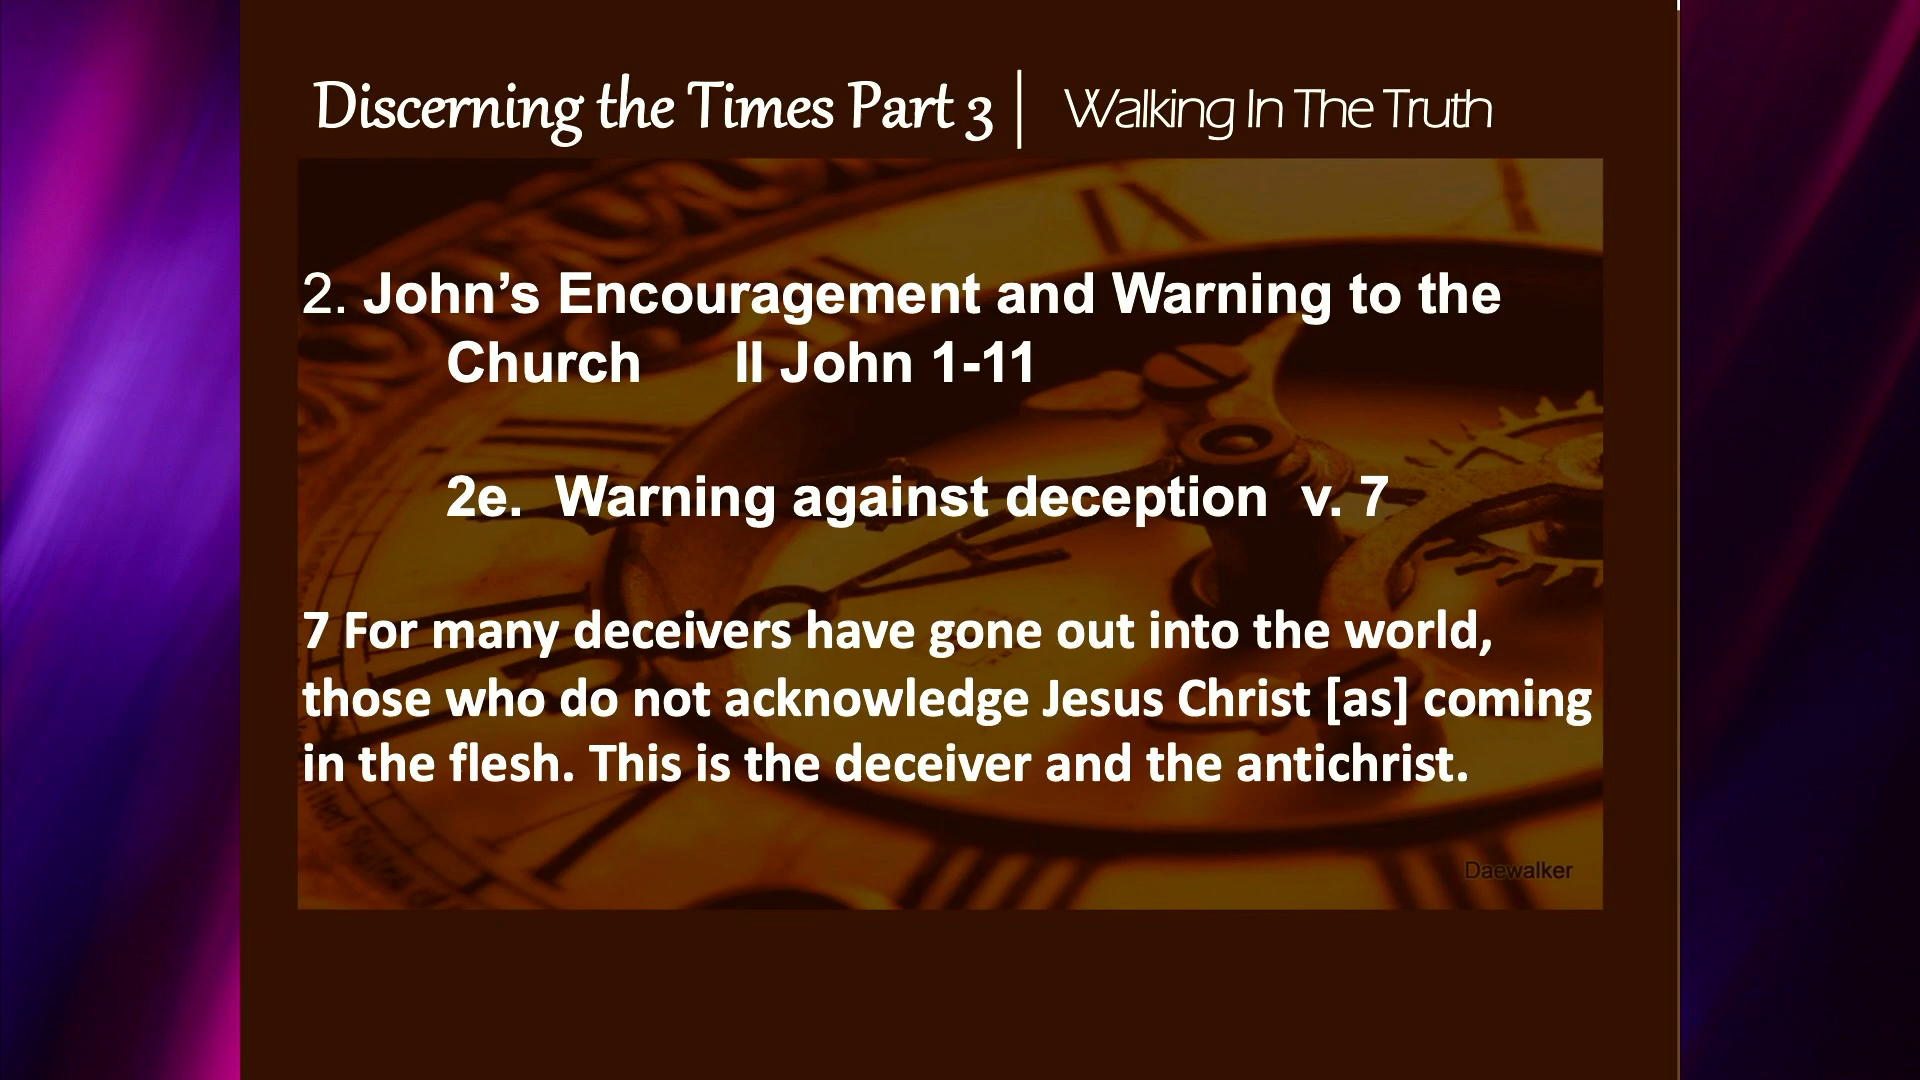 Discerning the Times Part 3 | Walking In The Truth
2. John’s Encouragement and Warning to the
Church II John 1-11
2e. Warning against deception v. 7
7 For many deceivers have gone out into the world,
those who do not acknowledge Jesus Christ [as] coming
in the flesh. This is the deceiver and the antichrist.
Daewalker